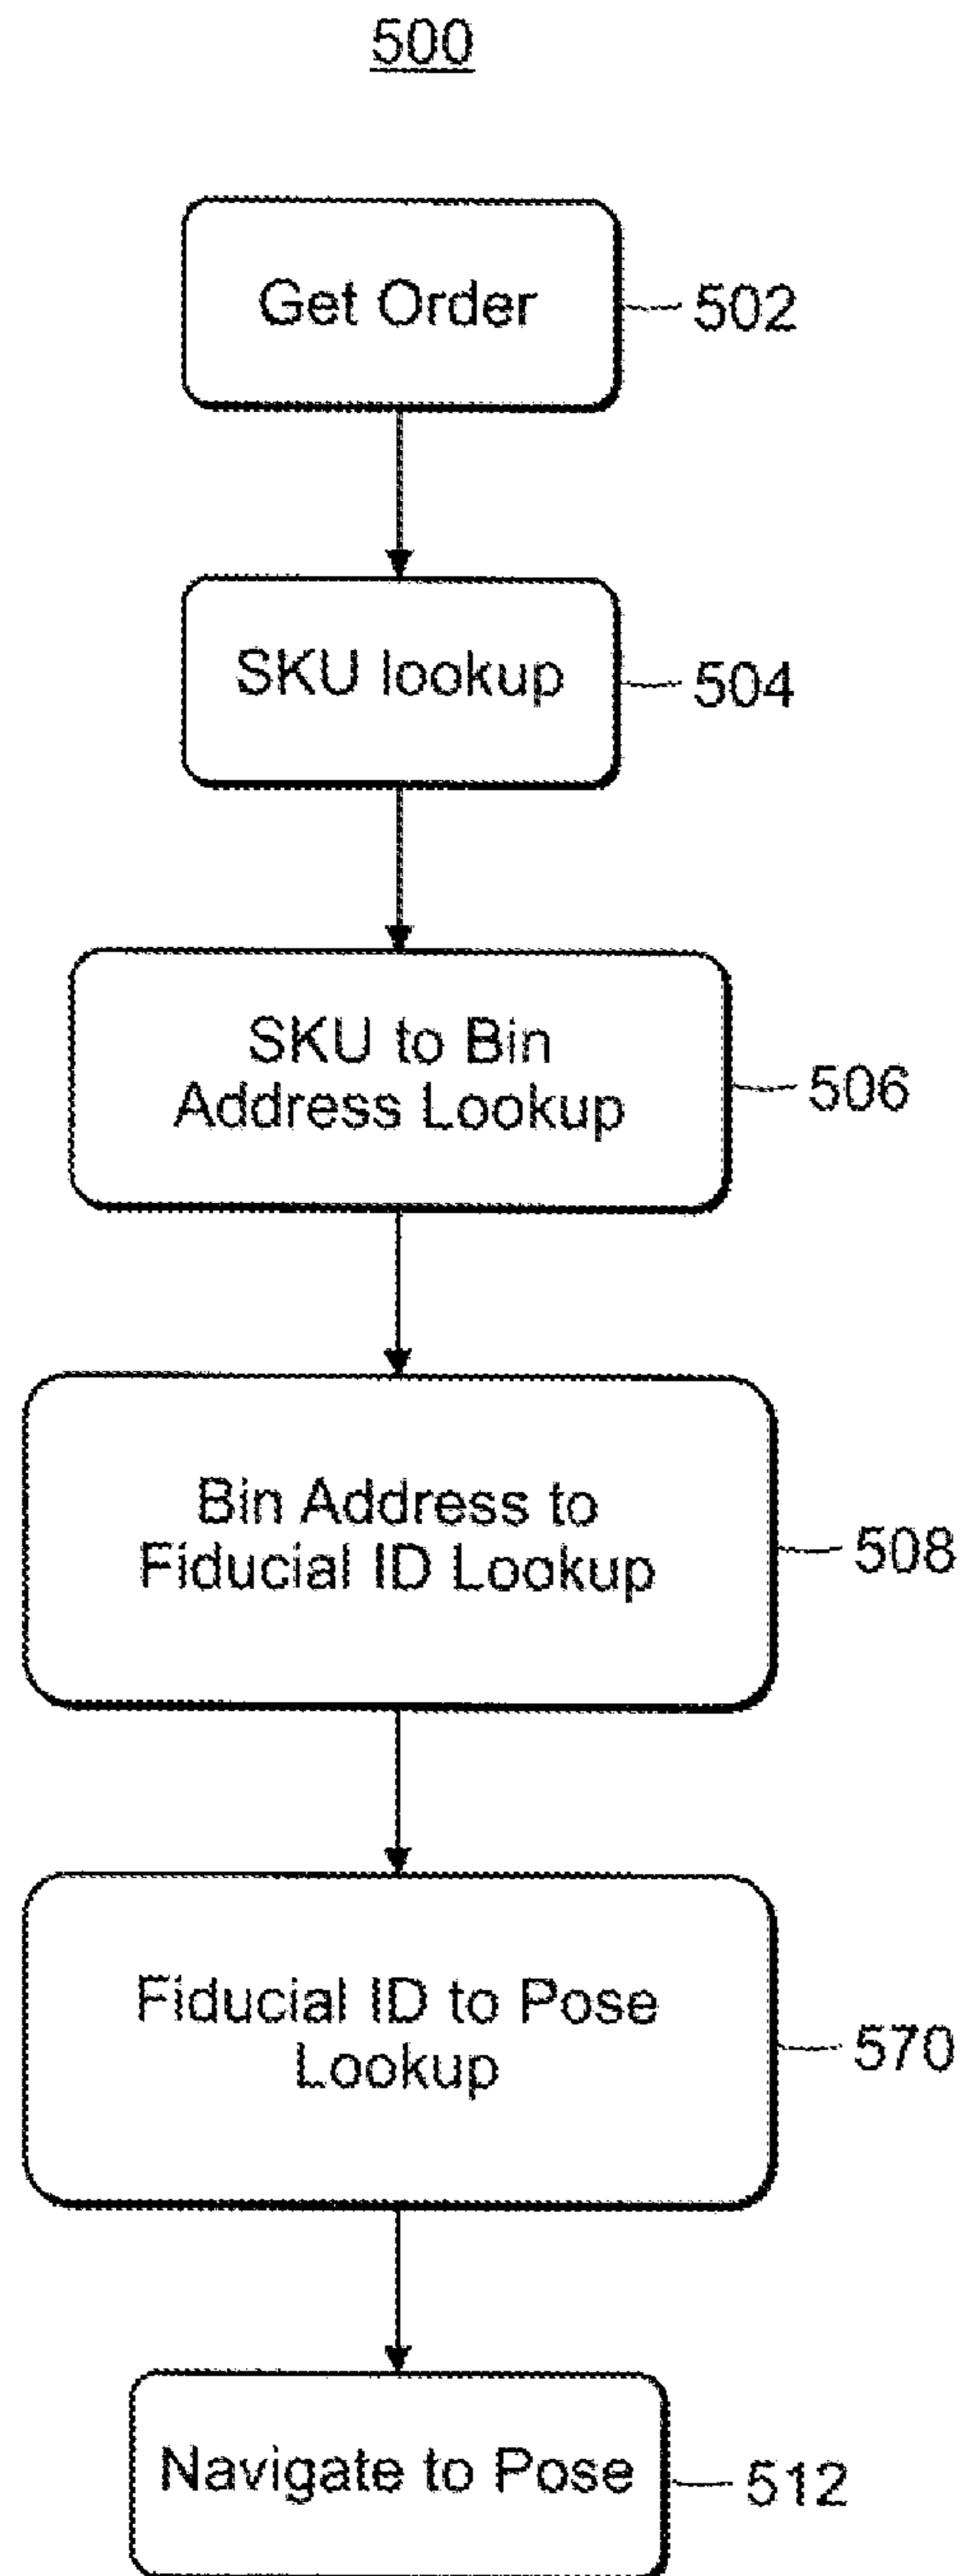 500
Get Order
502
SKU lookup
504
SKU to Bin
Address Lookup
506
Bin Address to
Fiducial ID Lookup
508
Fiducial ID to Pose
Lookup
570
Navigate to Pose
512